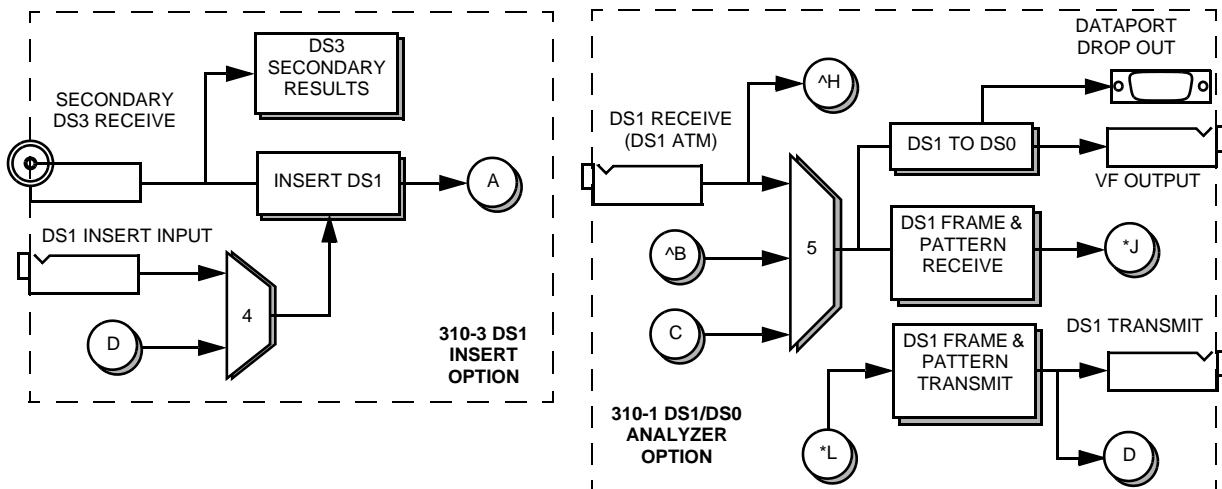 DS3
SECONDARY
RESULTS
SECONDARY
DS3 RECEIVE
INSERT DS1
A
DS1 INSERT INPUT
4
D
310-3 DS1
INSERT
OPTION
DATAPORT
DROP OUT
^H
DS1 RECEIVE
(DS1 ATM)
DS1 TO DS0
VF OUTPUT
^B
5
DS1 FRAME &
PATTERN
RECEIVE
*J
C
DS1 FRAME &
PATTERN
TRANSMIT
DS1 TRANSMIT
310-1 DS1/DS0
ANALYZER
OPTION
*L
D